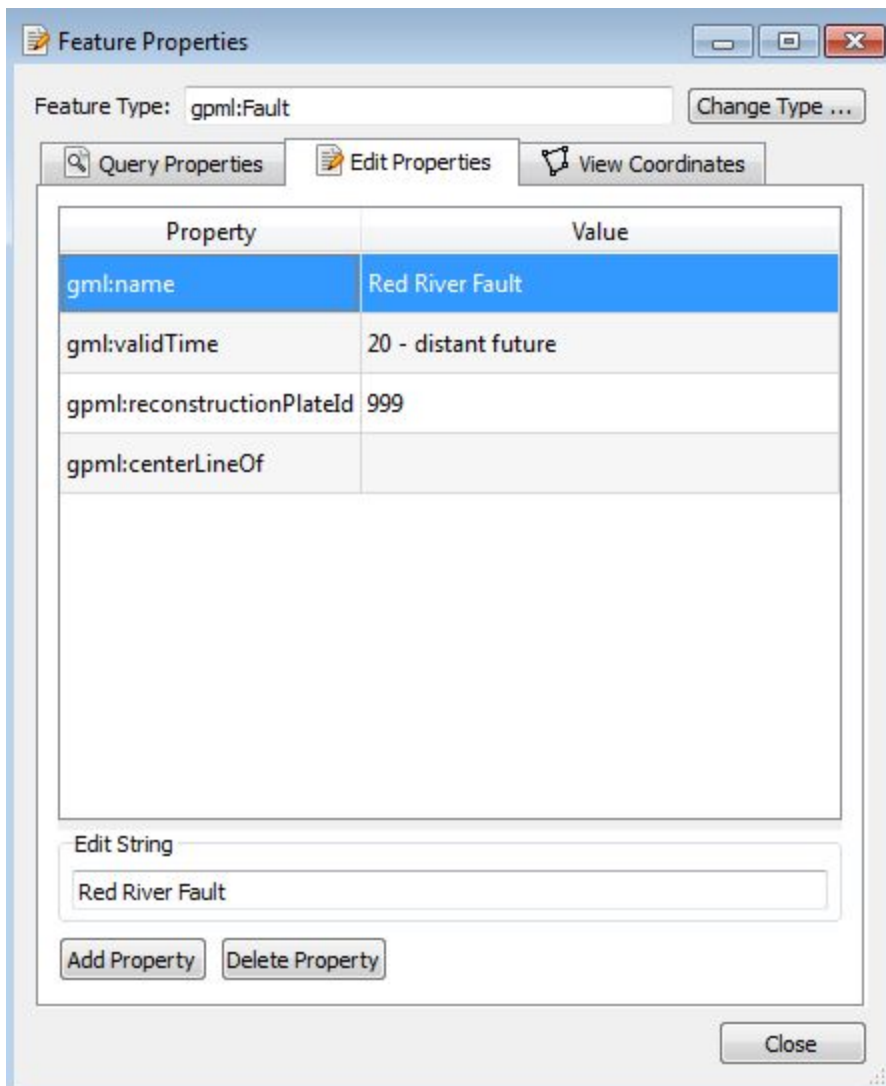 Feature Properties
Feature Type: gpml:Fault Change Type ...
Query Properties Edit Properties View Coordinates
Property Value
gml:name Red River Fault
gml:validTime 20 - distant future
gpml:reconstructionPlateId 999
gpml:centerLineOf
Edit String
Red River Fault
Add Property Delete Property
Close